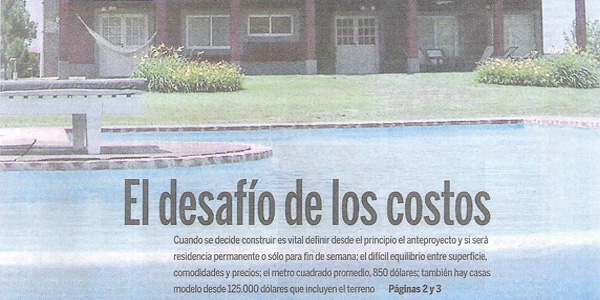 El desafío de los costos
Cuando se decide construir es vital definir desde el principio el anteproyecto y si será
residencia permanente o sólo para fin de semana; el difícil equilibrio entre superficie,
comodidades y precios; el metro cuadrado promedio, 850 dólares; también hay casas
modelo desde 125.000 dólares que incluyen el terreno Páginas 2 y 3